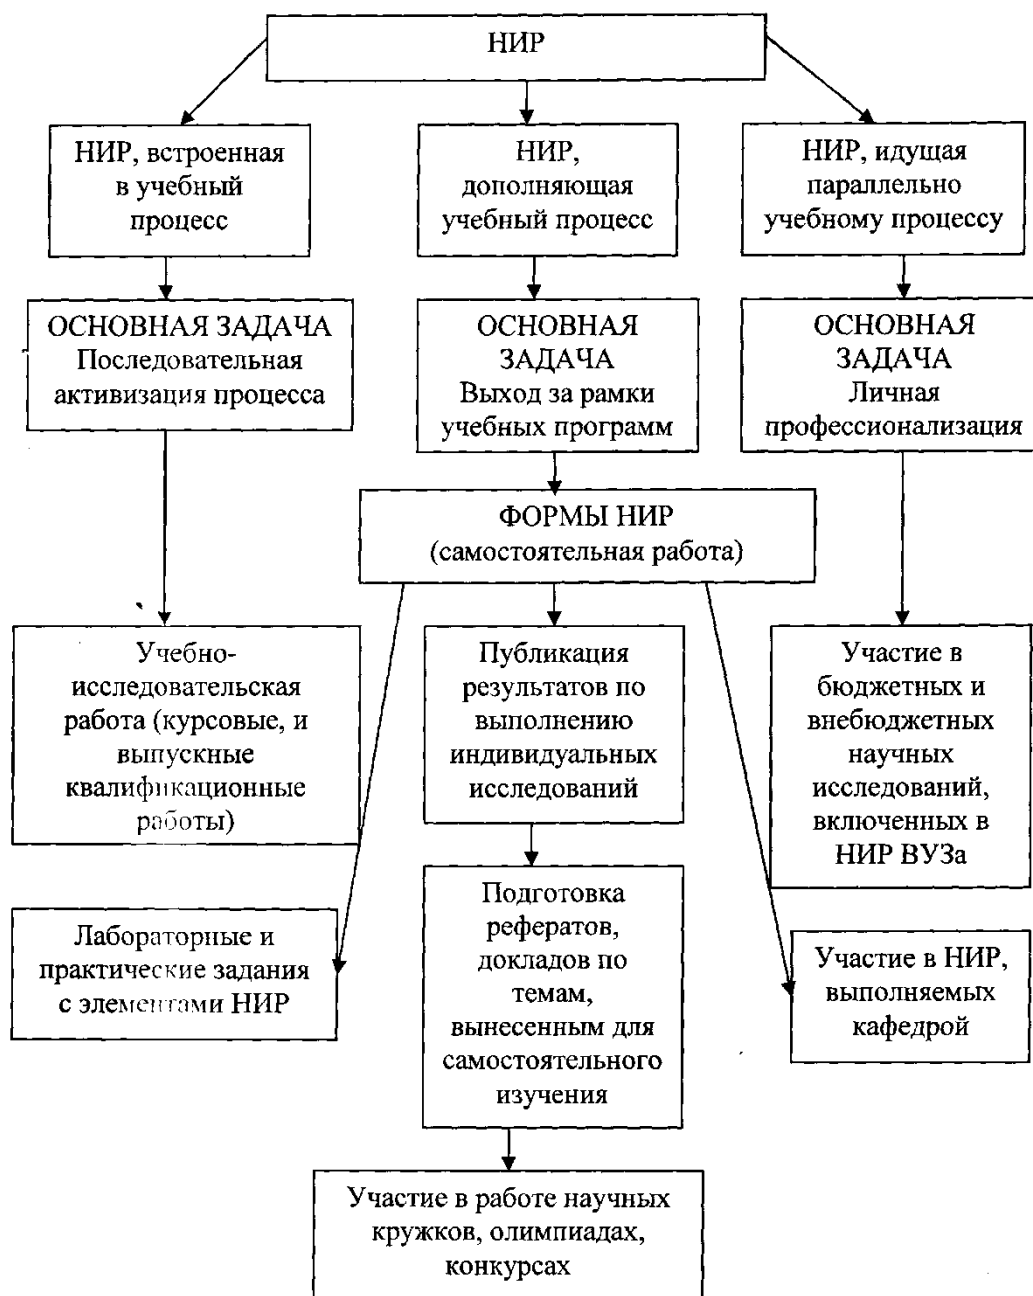 НИР
НИР, встроенная
в учебный
процесс
НИР,
дополняющая
учебный процесс
НИР, идущая
параллельно
учебному процессу
ОСНОВНАЯ ЗАДАЧА
Последовательная
активизация процесса
ОСНОВНАЯ
ЗАДАЧА
Выход за рамки
учебных программ
ОСНОВНАЯ
ЗАДАЧА
Личная
профессионализация
ФОРМЫ НИР
(самостоятельная работа)
Учебно-
исследовательская
работа (курсовые, и
выпускные
квалификационные
работы)
Публикация
результатов по
выполнению
индивидуальных
исследований
Участие в
бюджетных и
внебюджетных
научных
исследований,
включенных в
НИР ВУЗа
Лабораторные и
практические задания
с элементами НИР
Подготовка
рефератов,
докладов по
темам,
вынесенным для
самостоятельного
изучения
Участие в НИР,
выполняемых
кафедрой
Участие в работе научных
кружков, олимпиадах,
конкурсах